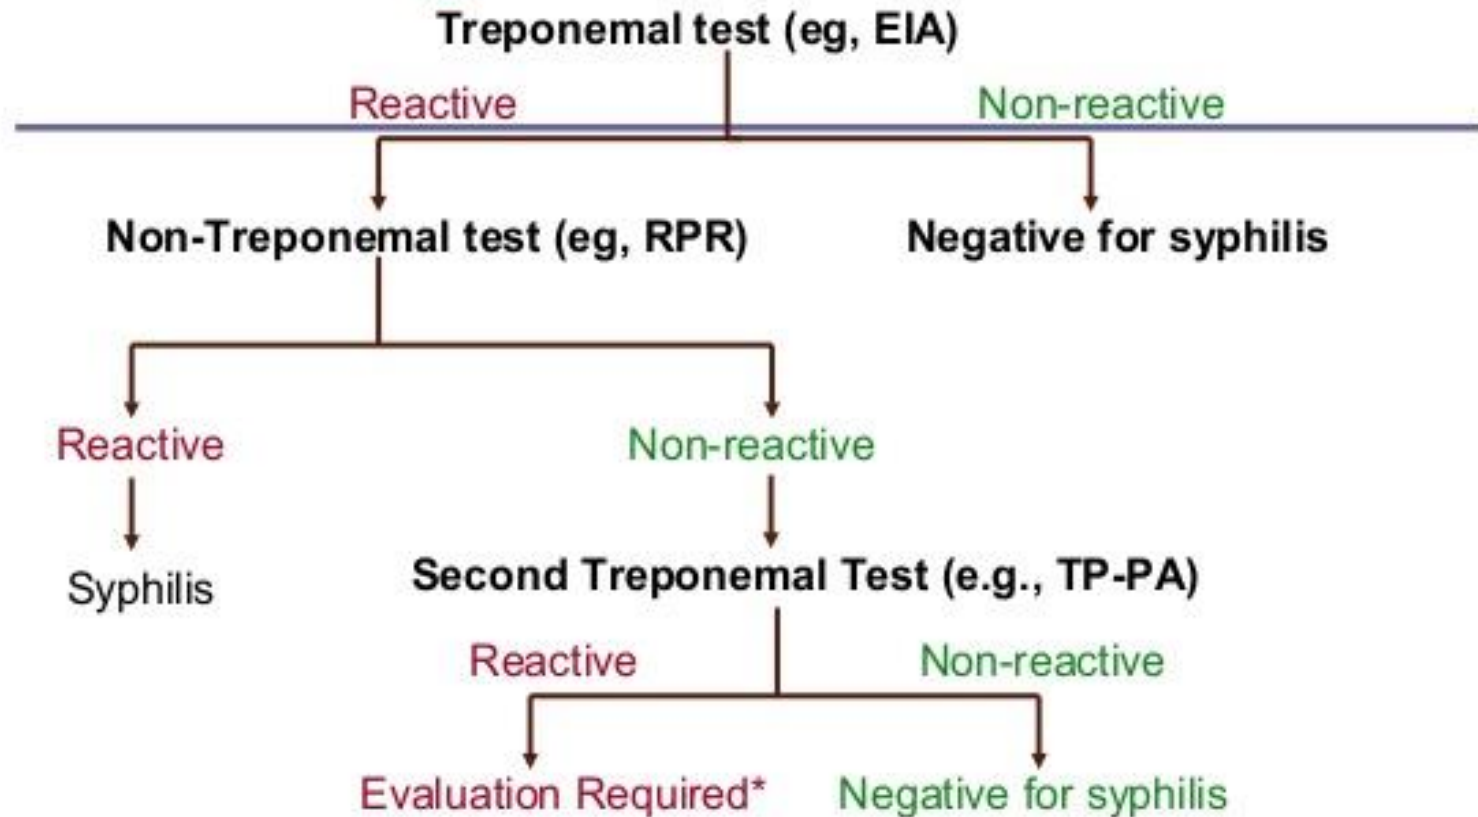 Treponemal test (eg, EIA)
Reactive
Non-reactive
Non-Treponemal test (eg, RPR)
Negative for syphilis
Reactive
Non-reactive
Syphilis
Second Treponemal Test (e.g., TP-PA)
Reactive
Non-reactive
Evaluation Required*
Negative for syphilis